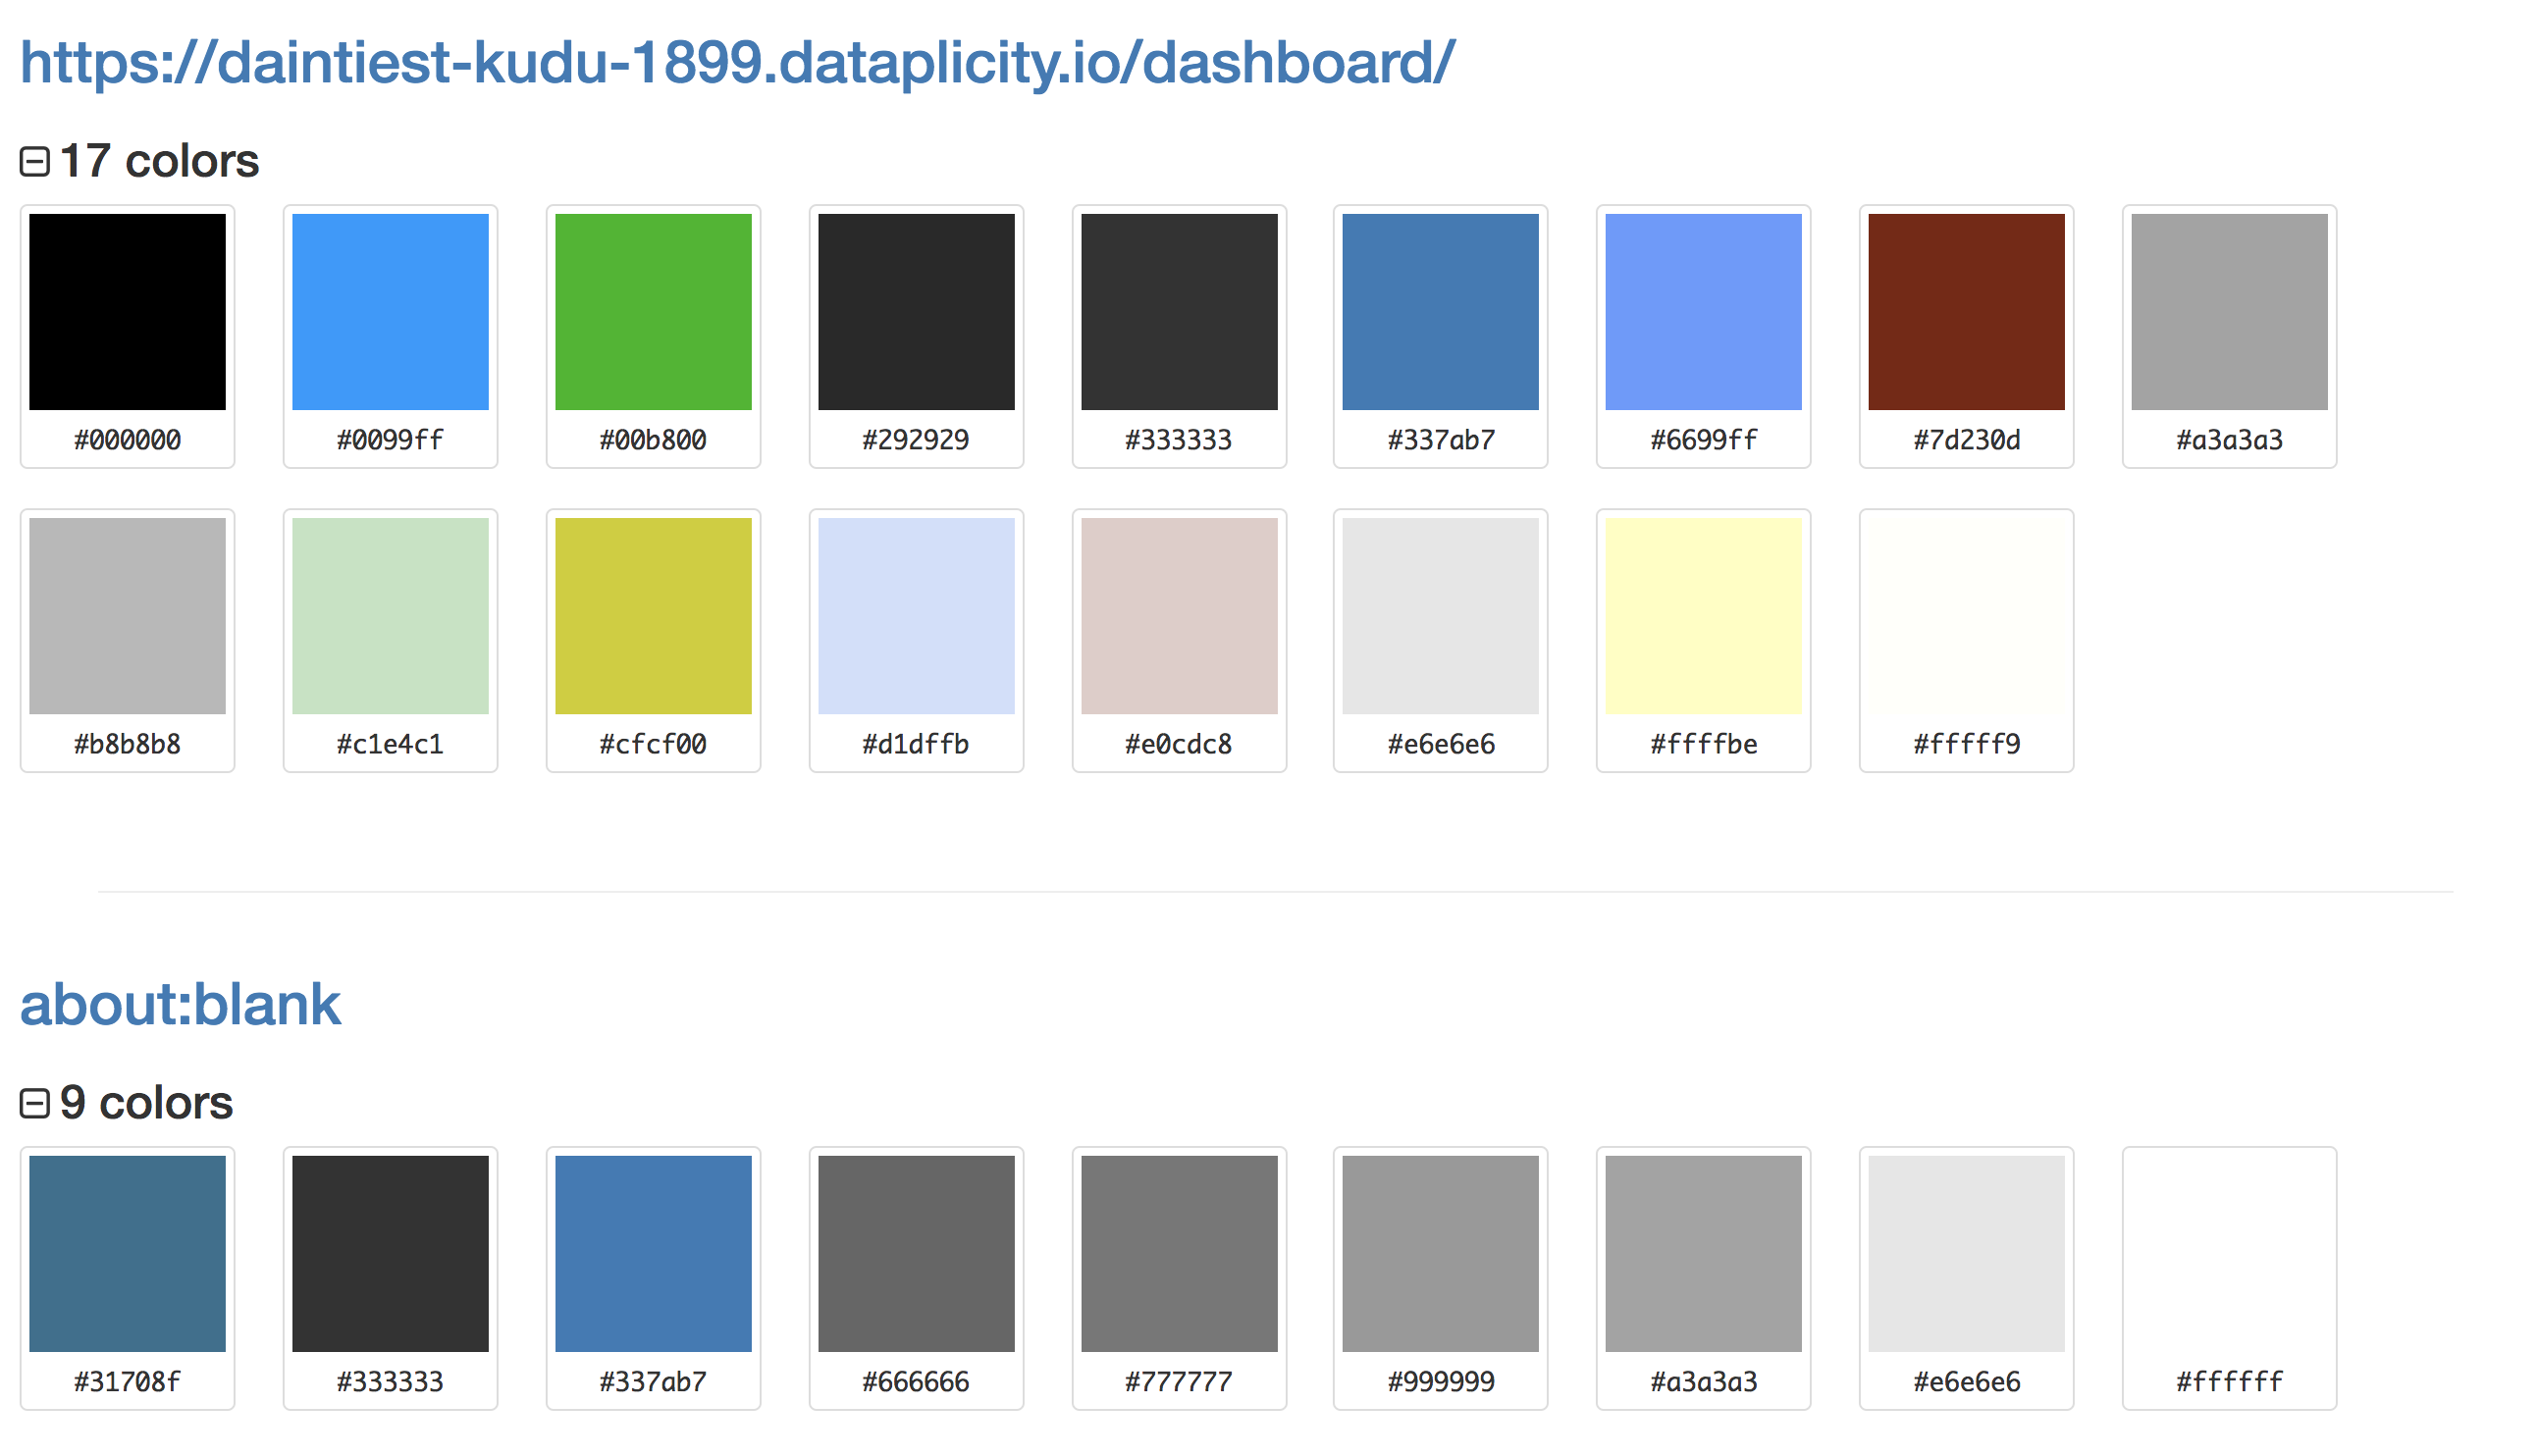 https://daintiest-kudu-1899.dataplicity.io/dashboard/
17 colors
#000000 #0099ff #00b800 #292929 #333333 #337ab7 #6699ff #7d230d #a3a3a3
#b8b8b8 #c1e4c1 #cfcf00 #d1dffb #e0cdc8 #e6e6e6 #ffffbe #fffff9
about:blank
9 colors
#31708f #333333 #337ab7 #666666 #777777 #999999 #a3a3a3 #e6e6e6 #ffffff